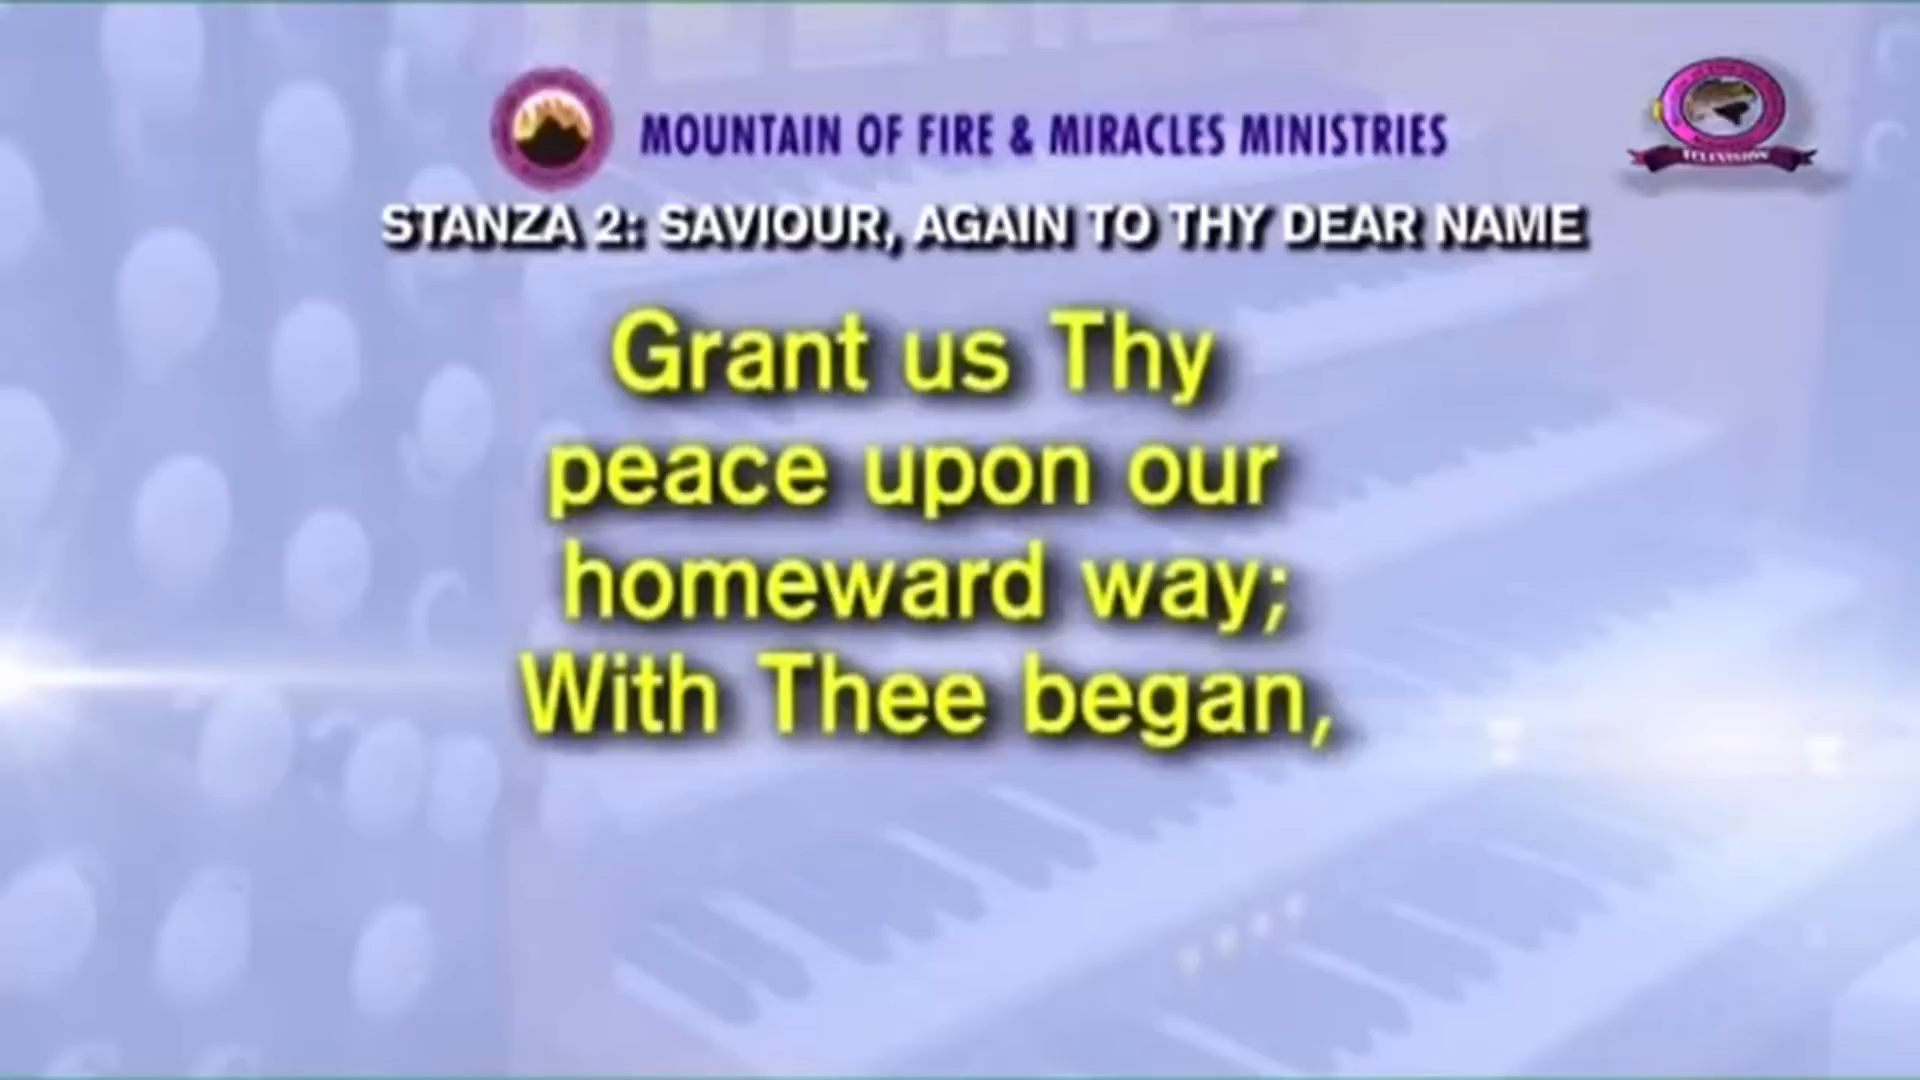 MOUNTAIN OF FIRE & MIRACLES MINISTRIES
TELEVISION
STANZA 2: SAVIOUR, AGAIN TO THY DEAR NAME
Grant us Thy
peace upon our
homeward way;
With Thee began,